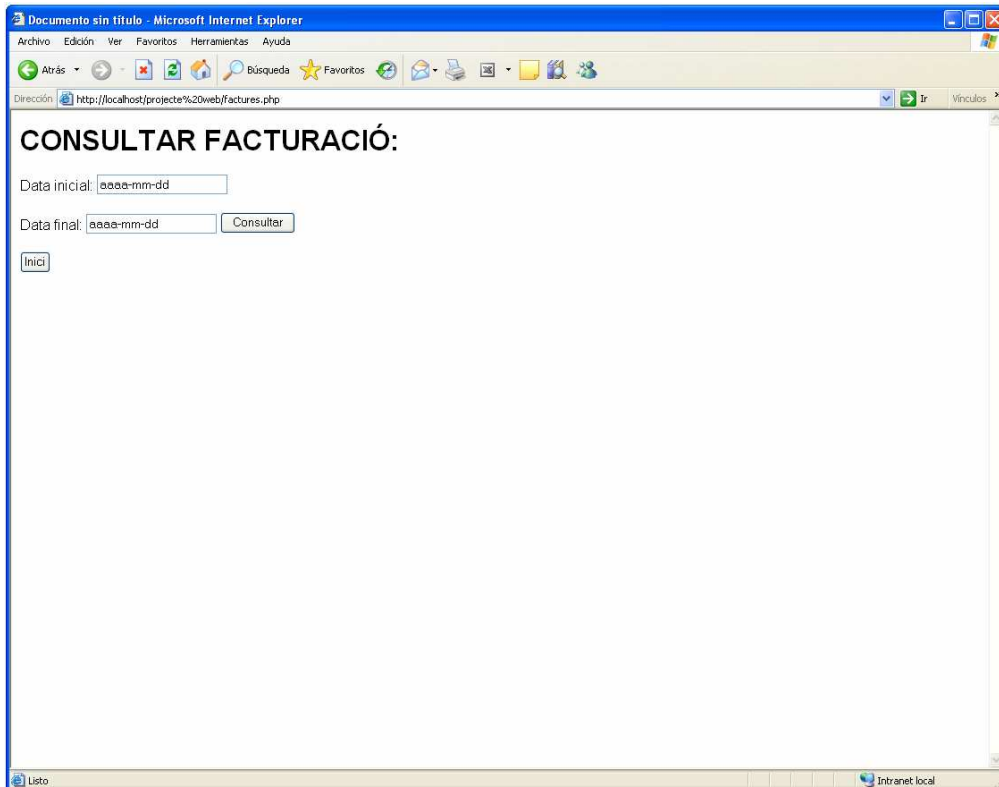 Documento sin título - Microsoft Internet Explorer
Archivo Edición Ver Favoritos Herramientas Ayuda
Atrás Búsqueda Favoritos
Dirección http://localhost/projecte%20web/factures.php Ir Vínculos »
CONSULTAR FACTURACIÓ:
Data inicial: aaaa-mm-dd
Data final: aaaa-mm-dd Consultar
Inici
Listo Intranet local